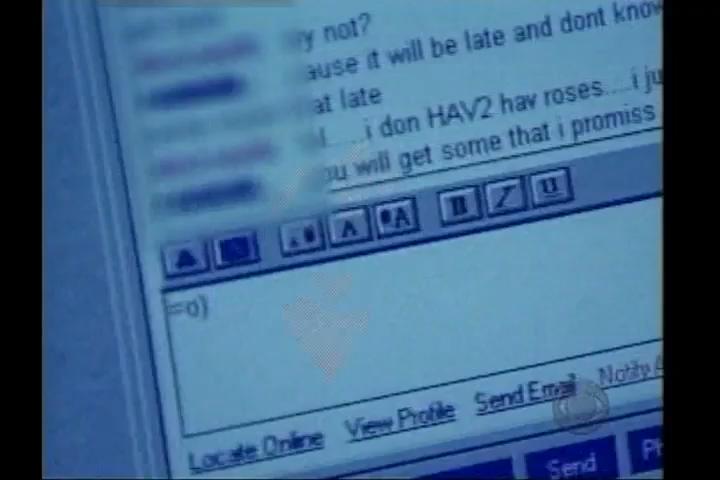 y not?
ause it will be late and dont know
at late
l....i don HAV2 hav roses....i ju
u will get some that i promiss
A A A A B I U
=o)
Locate Online View Profile Send Email Notify A
Send